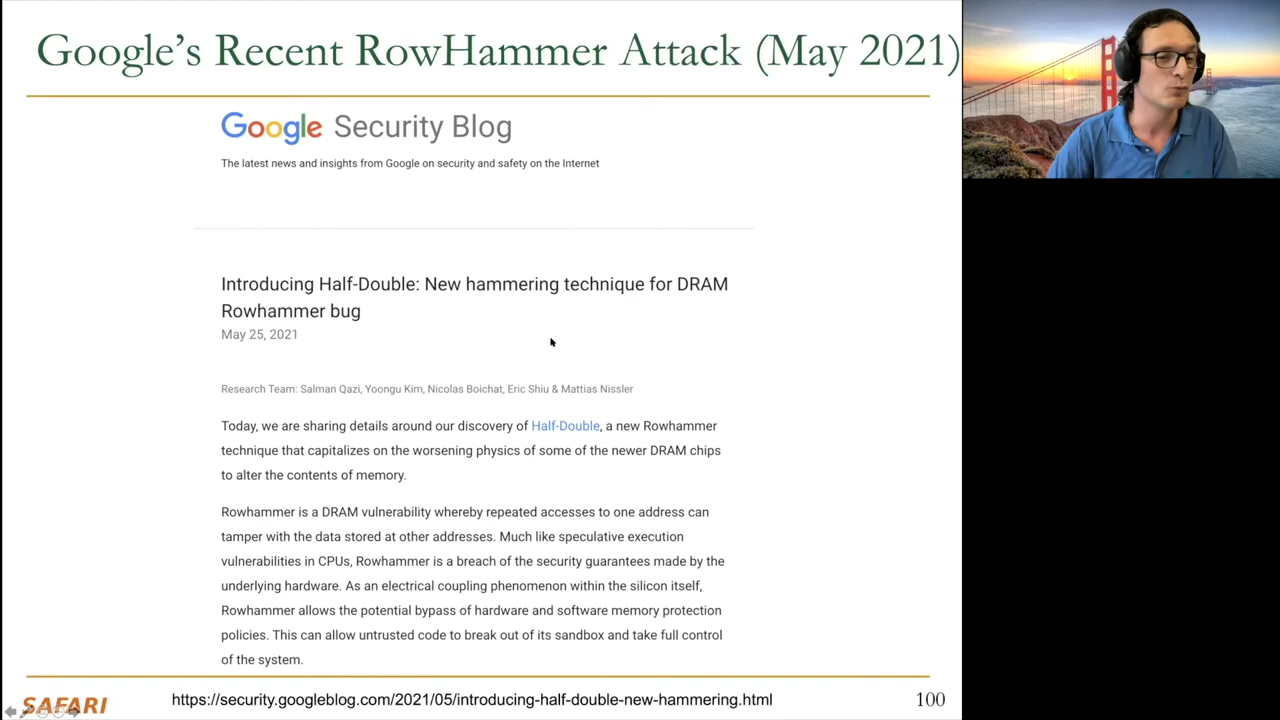 Google's Recent RowHammer Attack (May 2021)
Google Security Blog
The latest news and insights from Google on security and safety on the Internet
Introducing Half-Double: New hammering technique for DRAM
Rowhammer bug
May 25, 2021
Research Team: Salman Qazi, Yoongu Kim, Nicolas Boichat, Eric Shiu & Mattias Nissler
Today, we are sharing details around our discovery of Half-Double, a new Rowhammer
technique that capitalizes on the worsening physics of some of the newer DRAM chips
to alter the contents of memory.
Rowhammer is a DRAM vulnerability whereby repeated accesses to one address can
tamper with the data stored at other addresses. Much like speculative execution
vulnerabilities in CPUs, Rowhammer is a breach of the security guarantees made by the
underlying hardware. As an electrical coupling phenomenon within the silicon itself,
Rowhammer allows the potential bypass of hardware and software memory protection
policies. This can allow untrusted code to break out of its sandbox and take full control
of the system.
SAFARI
https://security.googleblog.com/2021/05/introducing-half-double-new-hammering.html
100